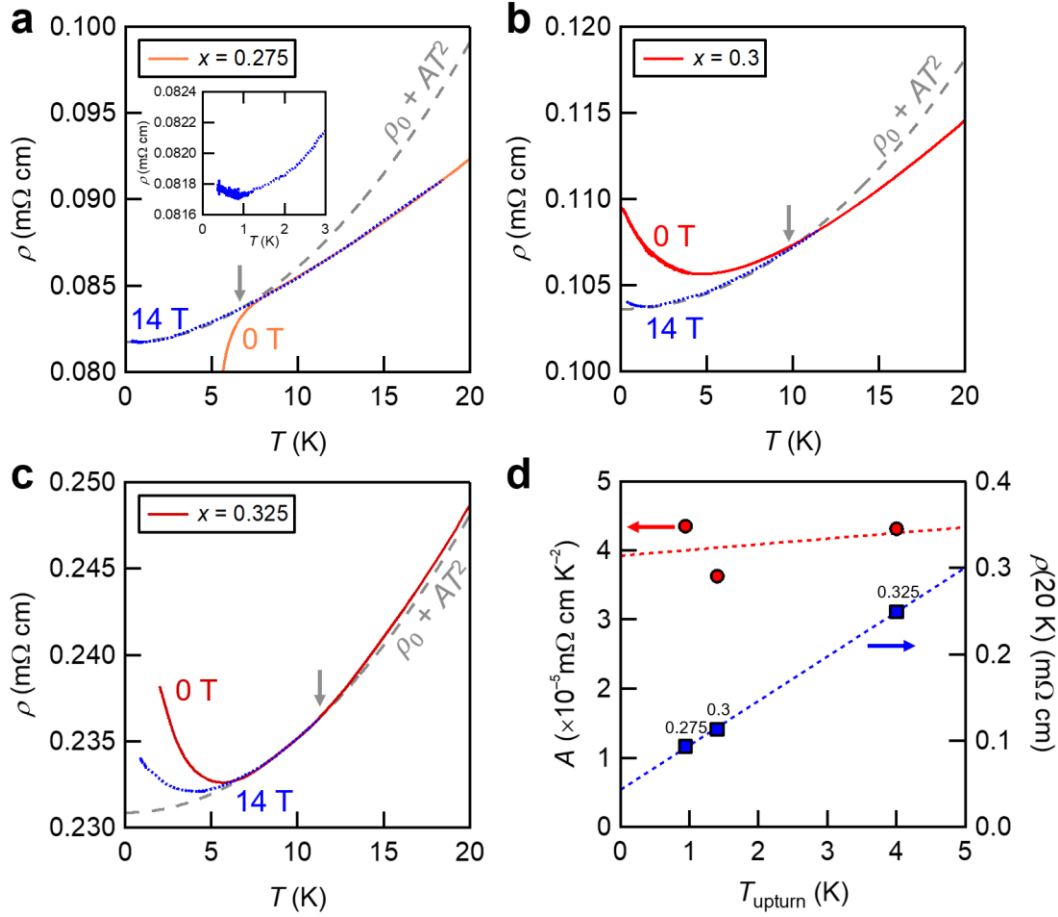 a
0.100
0.095
0.090
0.085
0.080
ρ (mΩ cm)
x = 0.275
0.0824
0.0822
0.0820
0.0818
0.0816
ρ (mΩ cm)
0 1 2 3
T (K)
ρ₀ + AT²
14 T
0 T
0 5 10 15 20
T (K)
b
0.120
0.115
0.110
0.105
0.100
ρ (mΩ cm)
x = 0.3
ρ₀ + AT²
0 T
14 T
0 5 10 15 20
T (K)
c
0.250
0.245
0.240
0.235
0.230
ρ (mΩ cm)
x = 0.325
ρ₀ + AT²
0 T
14 T
0 5 10 15 20
T (K)
d
5
4
3
2
1
0
A (×10⁻⁵ mΩ cm K⁻²)
0.325
0.275
0.3
0.4
0.3
0.2
0.1
0.0
ρ(20 K) (mΩ cm)
0 1 2 3 4 5
T_upturn (K)